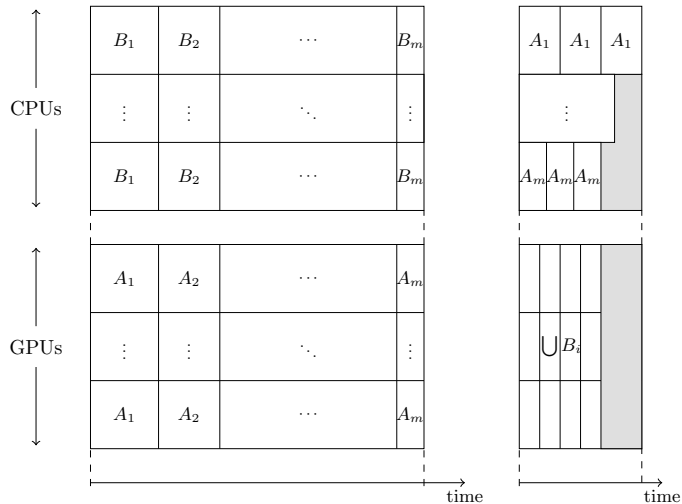 B₁ B₂ ⋯ Bₘ A₁ A₁ A₁
CPUs ⋮ ⋮ ⋱ ⋮ ⋮
B₁ B₂ ⋯ Bₘ Aₘ Aₘ Aₘ
A₁ A₂ ⋯ Aₘ
GPUs ⋮ ⋮ ⋱ ⋮ ⋃ Bᵢ
A₁ A₂ ⋯ Aₘ
time time